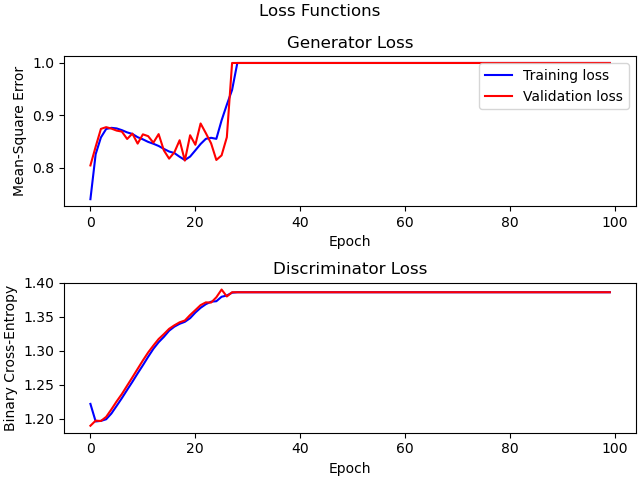 Loss Functions
Generator Loss
Mean-Square Error
1.0
0.9
0.8
Training loss
Validation loss
0 20 40 60 80 100
Epoch
Discriminator Loss
Binary Cross-Entropy
1.40
1.35
1.30
1.25
1.20
0 20 40 60 80 100
Epoch